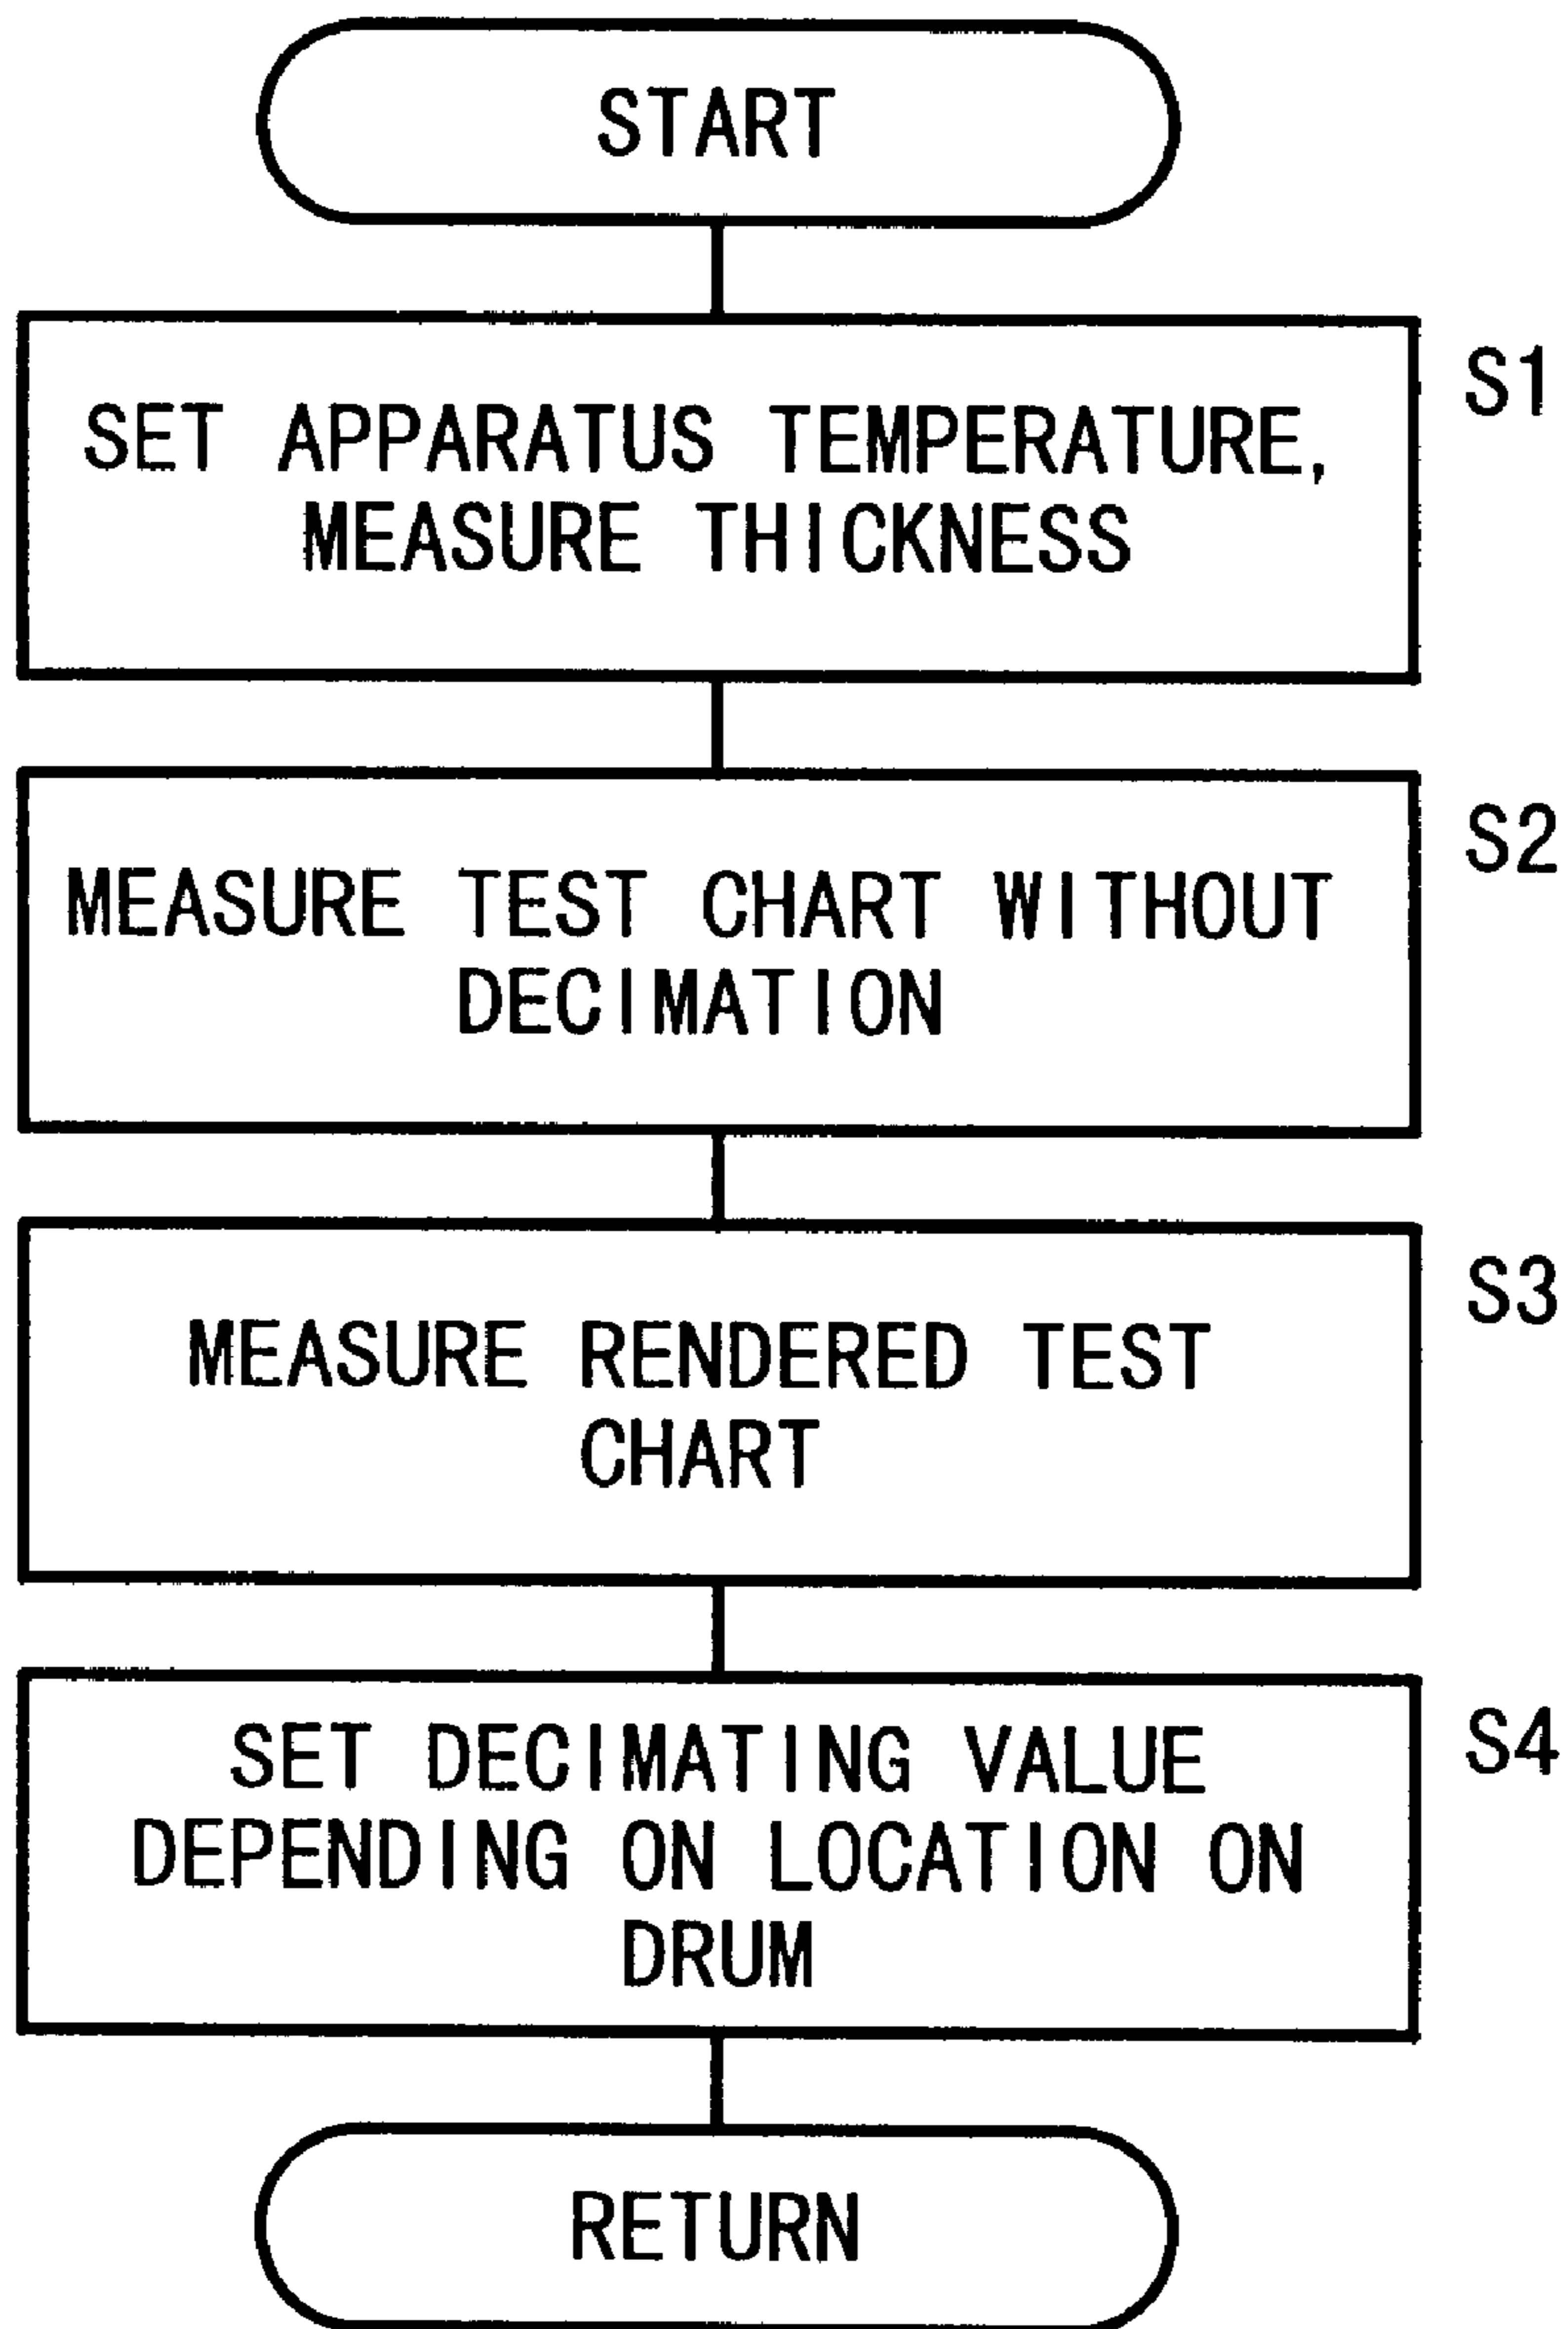 START
S1
SET APPARATUS TEMPERATURE,
MEASURE THICKNESS
S2
MEASURE TEST CHART WITHOUT
DECIMATION
S3
MEASURE RENDERED TEST
CHART
S4
SET DECIMATING VALUE
DEPENDING ON LOCATION ON
DRUM
RETURN